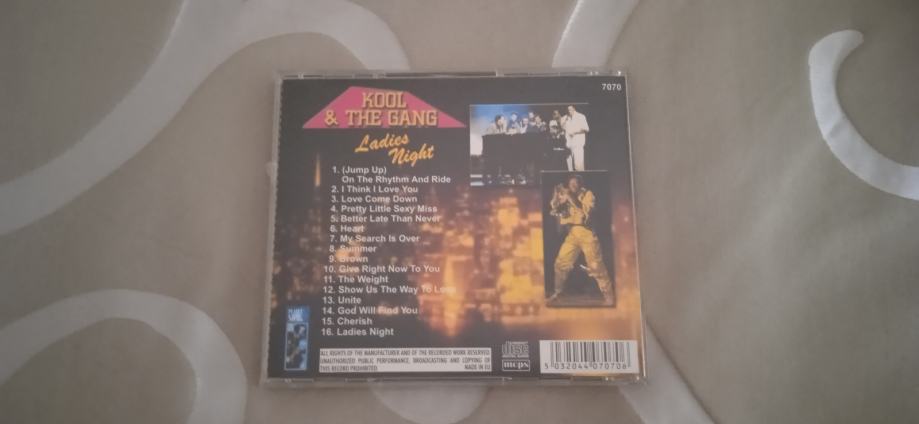 7070
KOOL
& THE GANG
Ladies
Night
1. (Jump Up)
On The Rhythm And Ride
2. I Think I Love You
3. Love Come Down
4. Pretty Little Sexy Miss
5. Better Late Than Never
6. Heart
7. My Search Is Over
8. Summer
9. Brown
10. Give Right Now To You
11. The Weight
12. Show Us The Way To Love
13. Unite
14. God Will Find You
15. Cherish
16. Ladies Night
ALL RIGHTS OF THE MANUFACTURER AND OF THE RECORDED WORK RESERVED.
UNAUTHORIZED PUBLIC PERFORMANCE, BROADCASTING AND COPYING OF
THIS RECORD PROHIBITED. MADE IN EU
disc
mcps
5 032044 070708